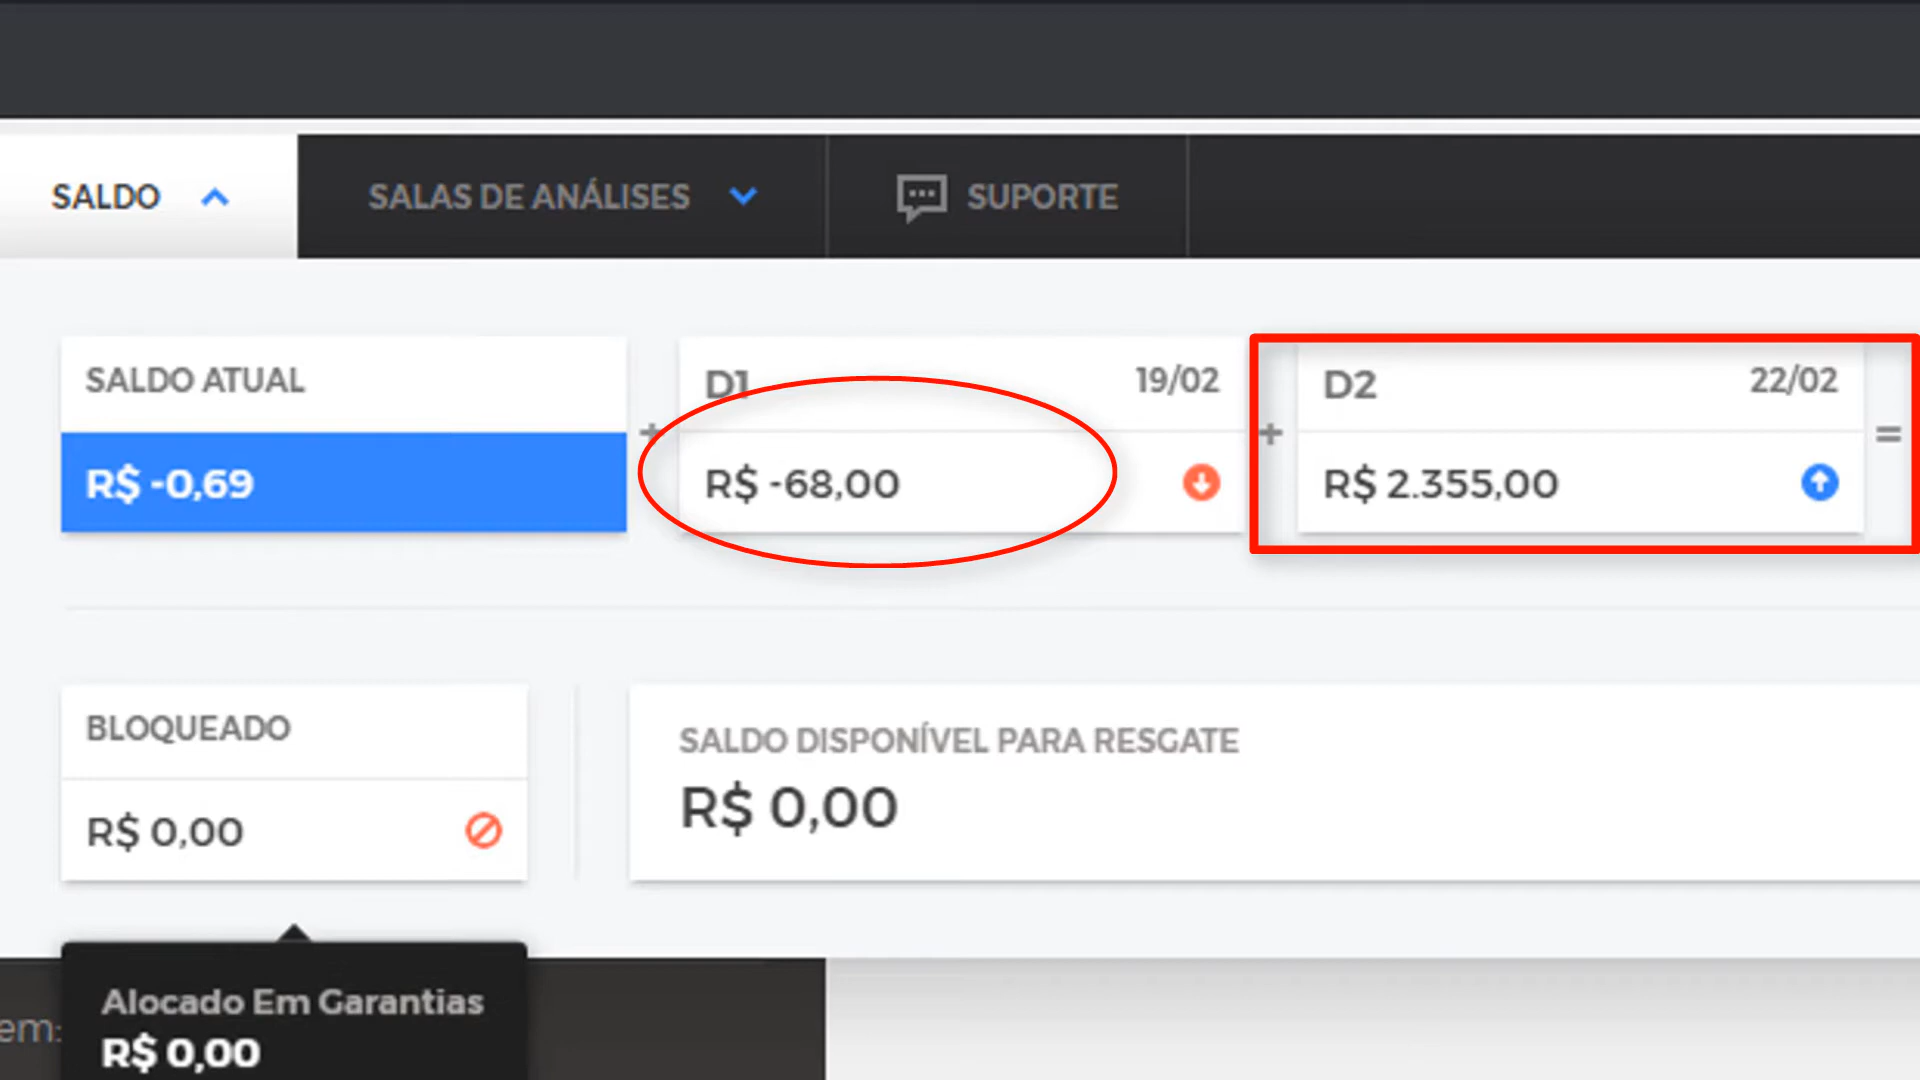 SALDO
SALAS DE ANÁLISES
SUPORTE
SALDO ATUAL
R$ -0,69
+
D1 19/02
R$ -68,00
+
D2 22/02
R$ 2.355,00
=
BLOQUEADO
R$ 0,00
SALDO DISPONÍVEL PARA RESGATE
R$ 0,00
Alocado Em Garantias
R$ 0,00
em: